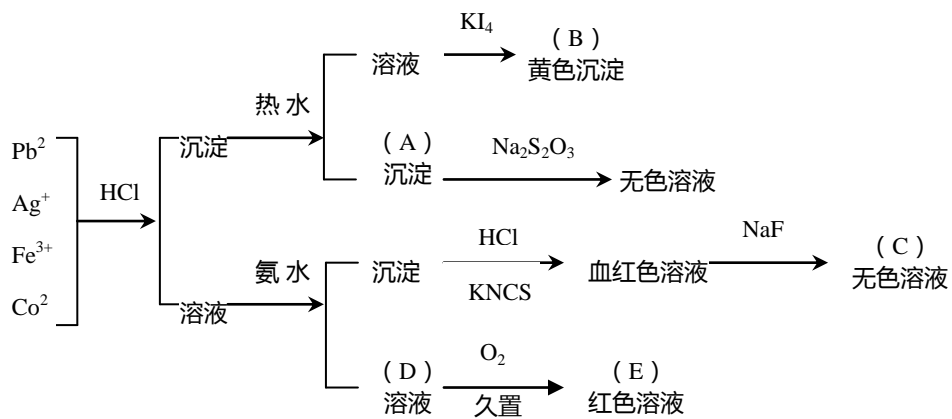 Pb²
Ag⁺
Fe³⁺
Co²
HCl
沉淀
溶液
热 水
溶液
KI₄
（B）
黄色沉淀
（A）
沉淀
Na₂S₂O₃
无色溶液
氨 水
沉淀
HCl
KNCS
血红色溶液
NaF
（C）
无色溶液
（D）
溶液
O₂
久置
（E）
红色溶液